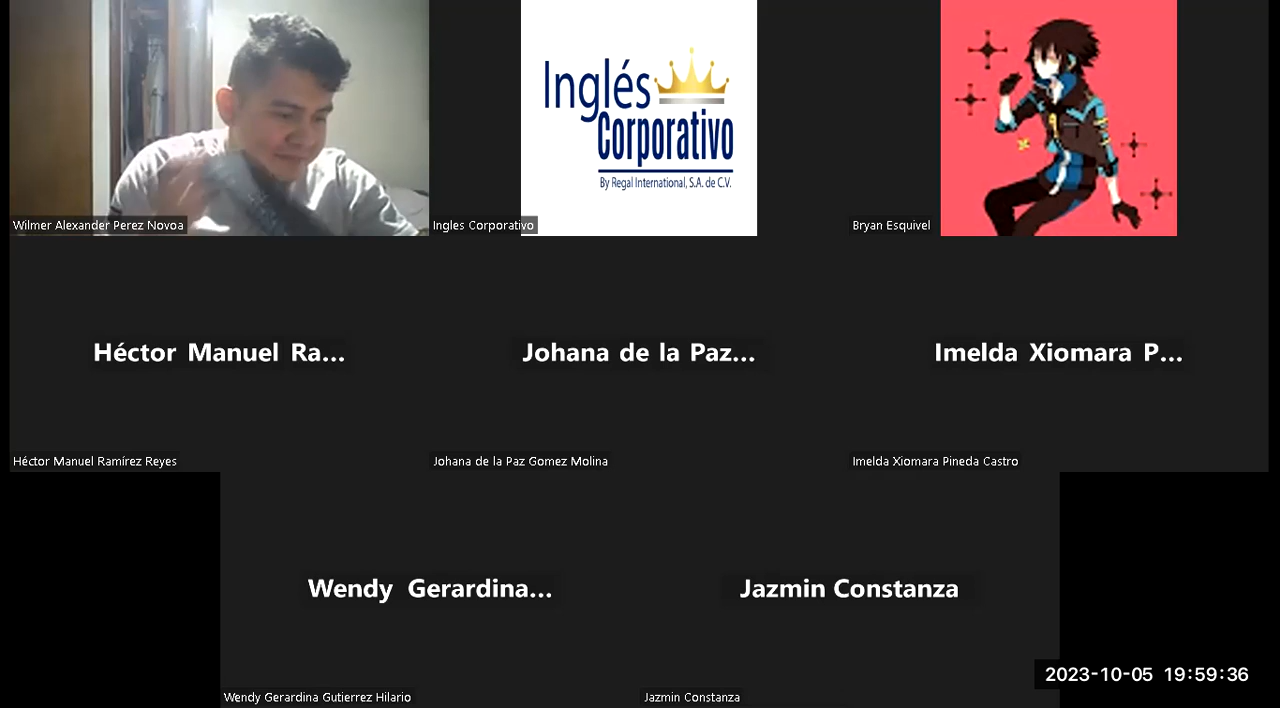 Inglés
Corporativo
By Regal International, S.A. de C.V.
Wilmer Alexander Perez Novoa
Ingles Corporativo
Bryan Esquivel
Héctor Manuel Ra...
Johana de la Paz...
Imelda Xiomara P...
Héctor Manuel Ramírez Reyes
Johana de la Paz Gomez Molina
Imelda Xiomara Pineda Castro
Wendy Gerardina...
Jazmin Constanza
2023-10-05 19:59:36
Wendy Gerardina Gutierrez Hilario
Jazmin Constanza